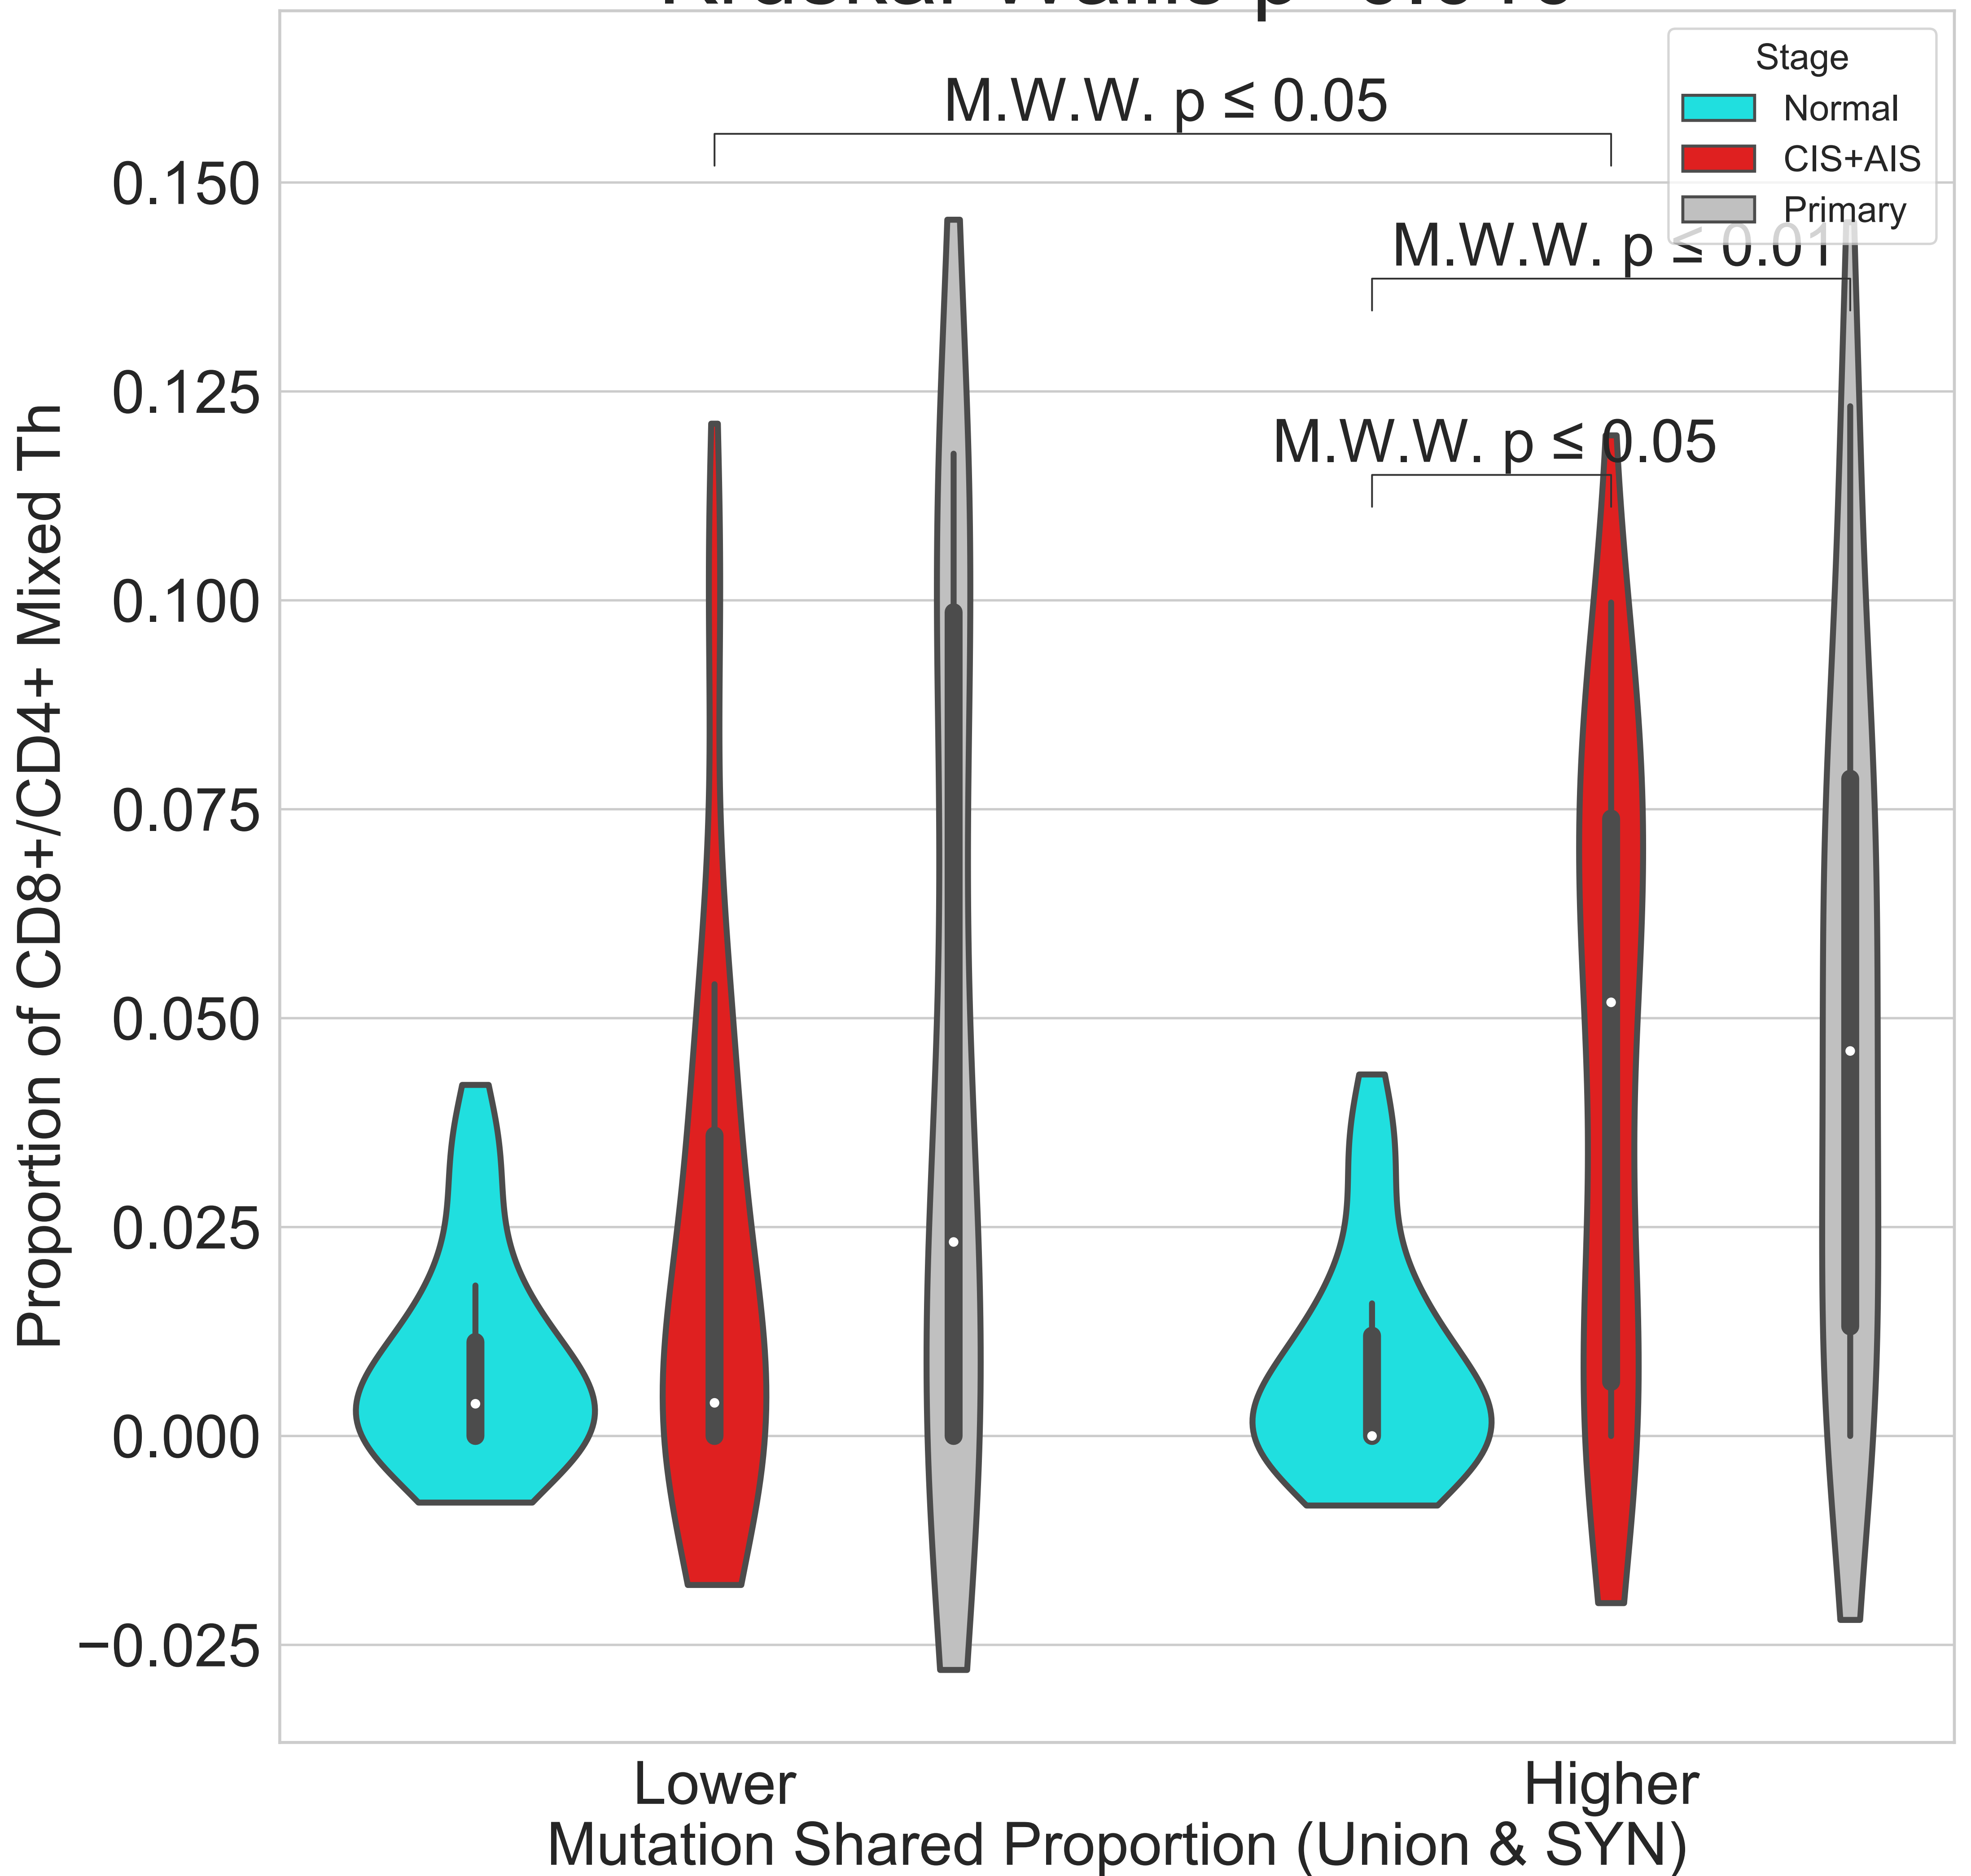 M.W.W. p ≤ 0.05
Stage
Normal
CIS+AIS
Primary
M.W.W. p ≤ 0.01
M.W.W. p ≤ 0.05
0.150
0.125
0.100
0.075
0.050
0.025
0.000
−0.025
Proportion of CD8+/CD4+ Mixed Th
Lower
Higher
Mutation Shared Proportion (Union & SYN)